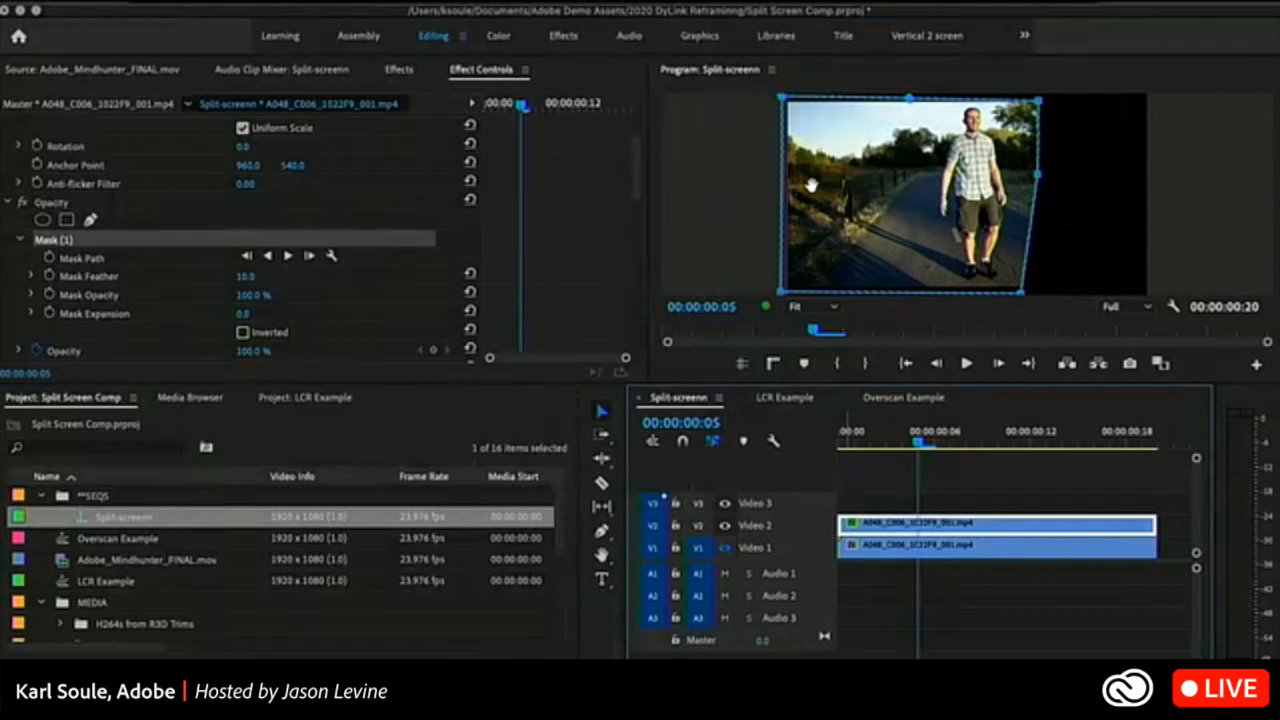 /Users/ksoule/Documents/Adobe Demo Assets/2020 DyLink Reframinng/Split Screen Comp.prproj *
Learning Assembly Editing Color Effects Audio Graphics Libraries Title Vertical 2 screen
Source: Adobe_Mindhunter_FINAL.mov Audio Clip Mixer: Split-screenn Effects Effect Controls
Program: Split-screenn
Master * A048_C006_1022F9_001.mp4 Split-screenn * A048_C006_1022F9_001.mp4
:00:00 00:00:00:12
Uniform Scale
Rotation 0.0
Anchor Point 960.0 540.0
Anti-flicker Filter 0.00
fx Opacity
Mask (1)
Mask Path
Mask Feather 10.0
Mask Opacity 100.0 %
Mask Expansion 0.0
Inverted
Opacity 100.0 %
00:00:00:05
00:00:00:05 Fit Full 00:00:00:20
Project: Split Screen Comp Media Browser Project: LCR Example
Split Screen Comp.prproj
1 of 16 items selected
Name Video Info Frame Rate Media Start
**SEQS
Split-screenn 1920 x 1080 (1.0) 23.976 fps 00:00:00:00
Overscan Example 1920 x 1080 (1.0) 23.976 fps 00:00:00:00
Adobe_Mindhunter_FINAL.mov 1920 x 1080 (1.0) 23.976 fps 00:00:00:00
LCR Example 1920 x 1080 (1.0) 23.976 fps 00:00:00:00
MEDIA
H264s from R3D Trims
Split-screenn LCR Example Overscan Example
00:00:00:05
:00:00 00:00:00:06 00:00:00:12 00:00:00:18
V3 V3 Video 3
V2 V2 Video 2 A048_C006_1022F9_001.mp4
V1 V1 Video 1 A048_C006_1022F9_001.mp4
A1 A1 M S Audio 1
A2 A2 M S Audio 2
A3 A3 M S Audio 3
Master 0.0
Karl Soule, Adobe | Hosted by Jason Levine
LIVE